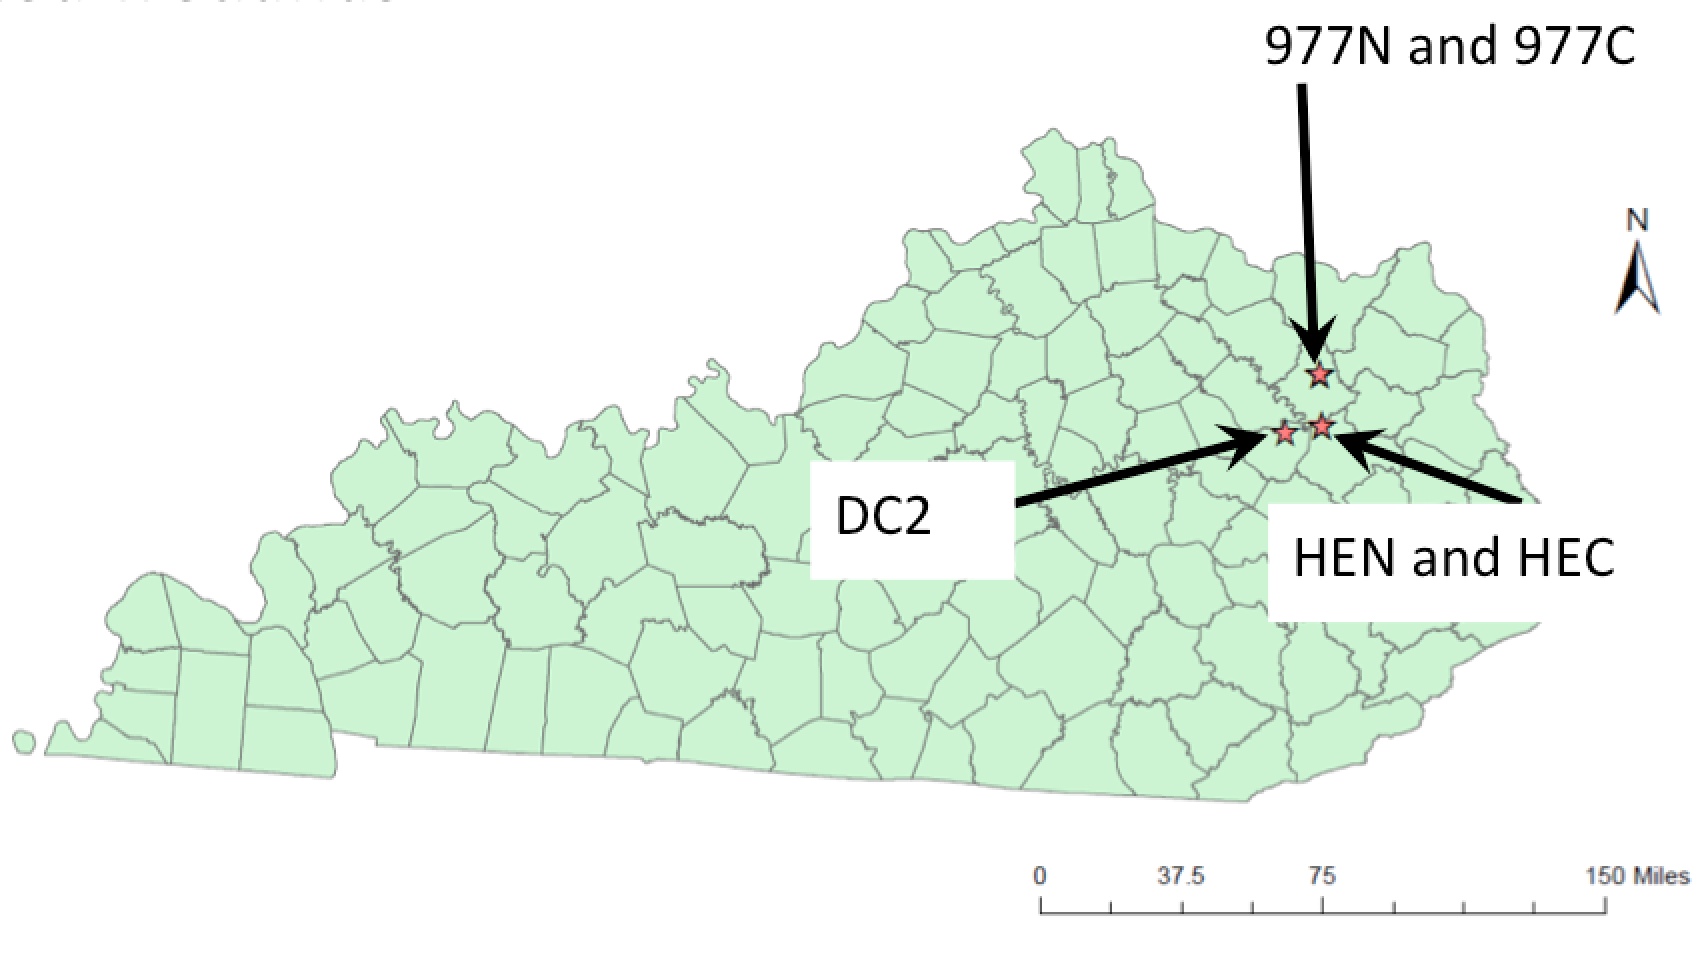 977N and 977C
N
DC2
HEN and HEC
0 37.5 75 150 Miles